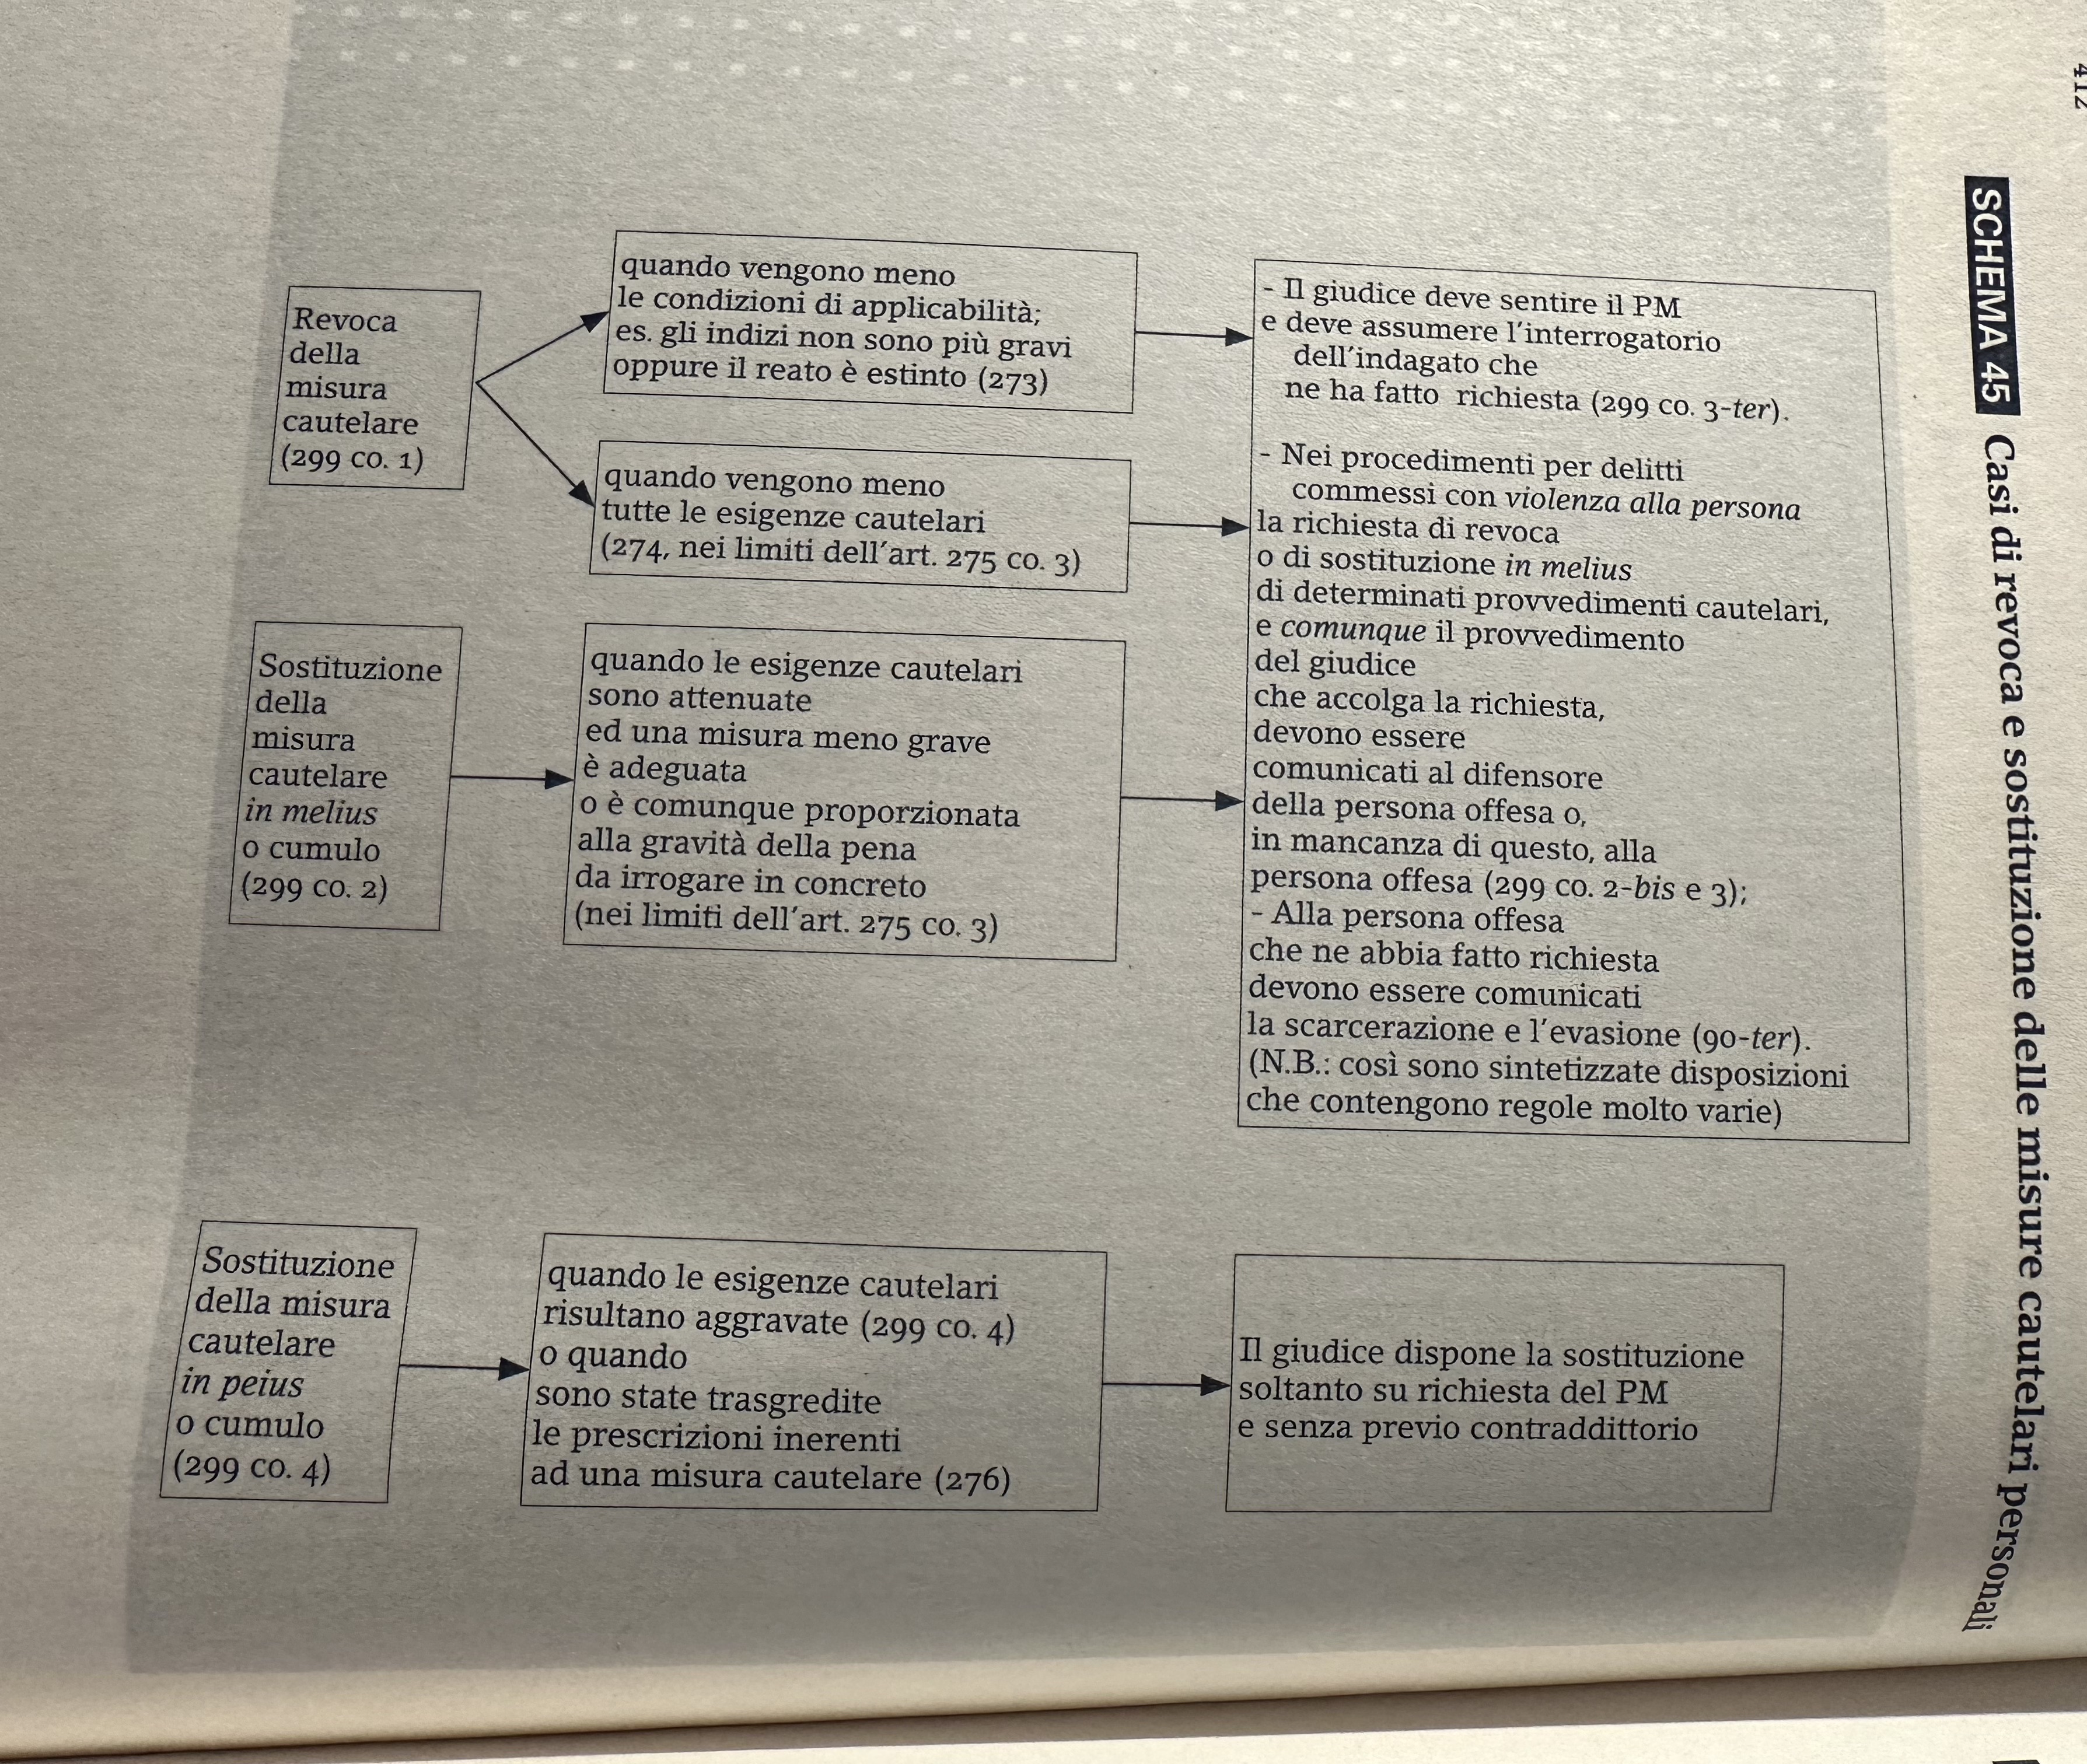 412
SCHEMA 45 Casi di revoca e sostituzione delle misure cautelari personali
Revoca
della
misura
cautelare
(299 co. 1)
quando vengono meno
le condizioni di applicabilità;
es. gli indizi non sono più gravi
oppure il reato è estinto (273)
quando vengono meno
tutte le esigenze cautelari
(274, nei limiti dell'art. 275 co. 3)
Sostituzione
della
misura
cautelare
in melius
o cumulo
(299 co. 2)
quando le esigenze cautelari
sono attenuate
ed una misura meno grave
è adeguata
o è comunque proporzionata
alla gravità della pena
da irrogare in concreto
(nei limiti dell'art. 275 co. 3)
- Il giudice deve sentire il PM
e deve assumere l'interrogatorio
dell'indagato che
ne ha fatto richiesta (299 co. 3-ter).
- Nei procedimenti per delitti
commessi con violenza alla persona
la richiesta di revoca
o di sostituzione in melius
di determinati provvedimenti cautelari,
e comunque il provvedimento
del giudice
che accolga la richiesta,
devono essere
comunicati al difensore
della persona offesa o,
in mancanza di questo, alla
persona offesa (299 co. 2-bis e 3);
- Alla persona offesa
che ne abbia fatto richiesta
devono essere comunicati
la scarcerazione e l'evasione (90-ter).
(N.B.: così sono sintetizzate disposizioni
che contengono regole molto varie)
Sostituzione
della misura
cautelare
in peius
o cumulo
(299 co. 4)
quando le esigenze cautelari
risultano aggravate (299 co. 4)
o quando
sono state trasgredite
le prescrizioni inerenti
ad una misura cautelare (276)
Il giudice dispone la sostituzione
soltanto su richiesta del PM
e senza previo contraddittorio